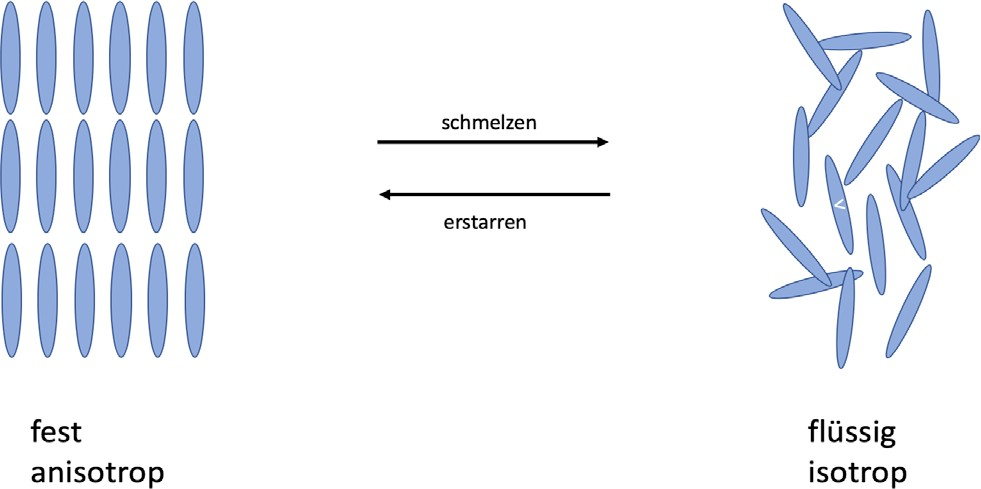 schmelzen
erstarren
fest
anisotrop
flüssig
isotrop